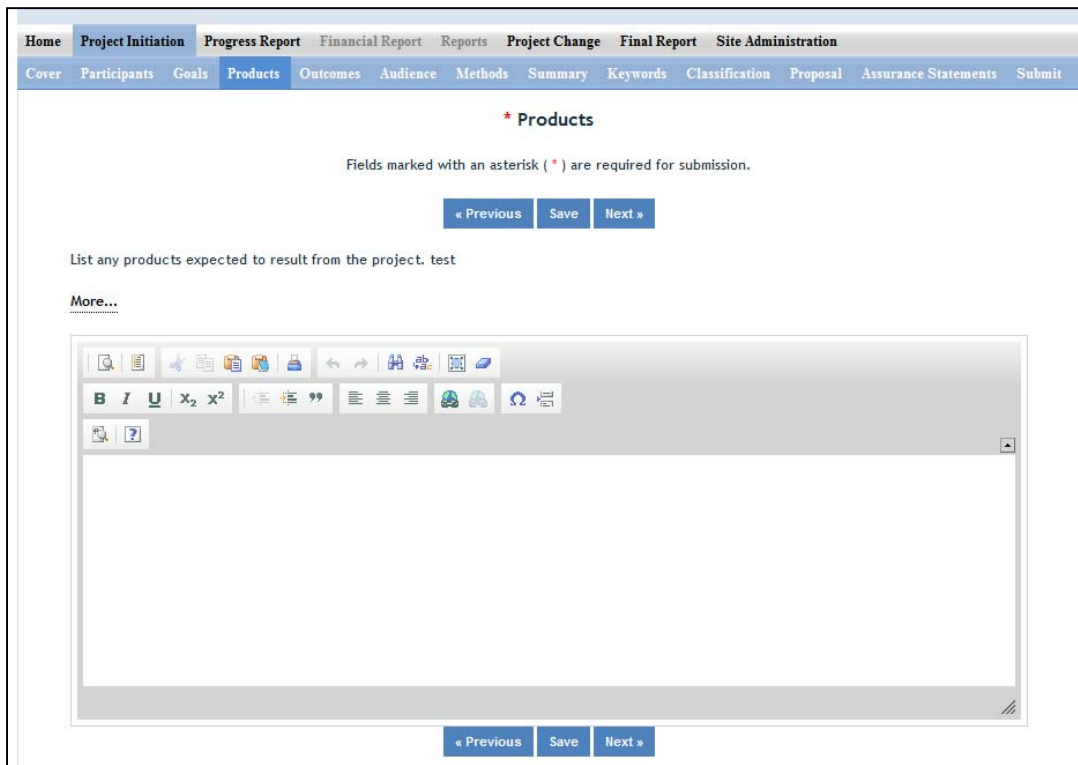 Home Project Initiation Progress Report Financial Report Reports Project Change Final Report Site Administration
Cover Participants Goals Products Outcomes Audience Methods Summary Keywords Classification Proposal Assurance Statements Submit
* Products
Fields marked with an asterisk ( * ) are required for submission.
« Previous Save Next »
List any products expected to result from the project. test
More...
B I U X₂ X² ” Ω
?
« Previous Save Next »